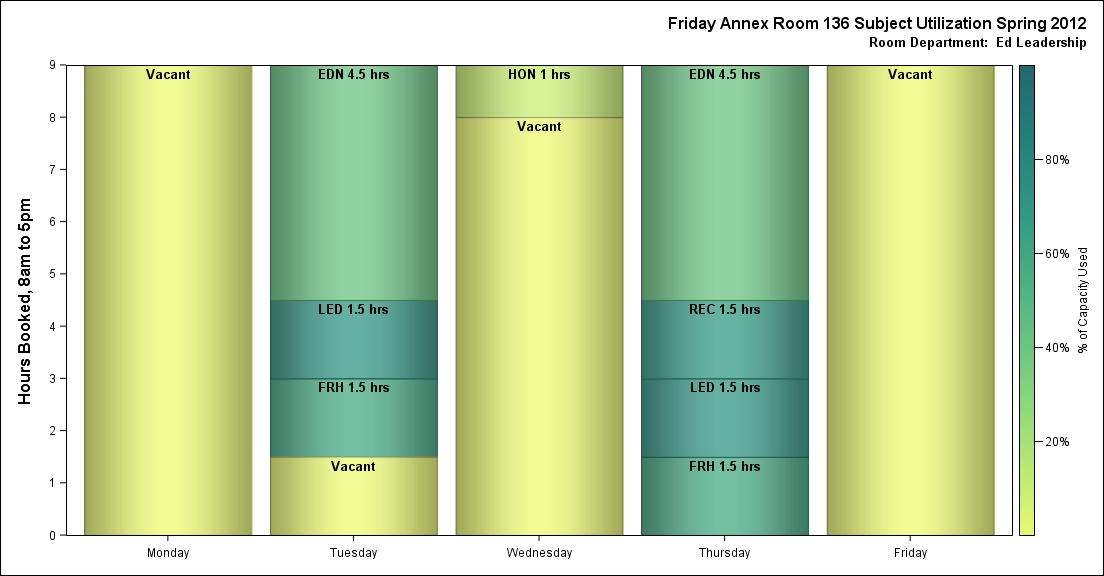 Friday Annex Room 136 Subject Utilization Spring 2012
Room Department:  Ed Leadership
Hours Booked, 8am to 5pm
9
8
7
6
5
4
3
2
1
0
Vacant
EDN 4.5 hrs
LED 1.5 hrs
FRH 1.5 hrs
Vacant
HON 1 hrs
Vacant
EDN 4.5 hrs
REC 1.5 hrs
LED 1.5 hrs
FRH 1.5 hrs
Vacant
Monday
Tuesday
Wednesday
Thursday
Friday
80%
60%
40%
20%
% of Capacity Used